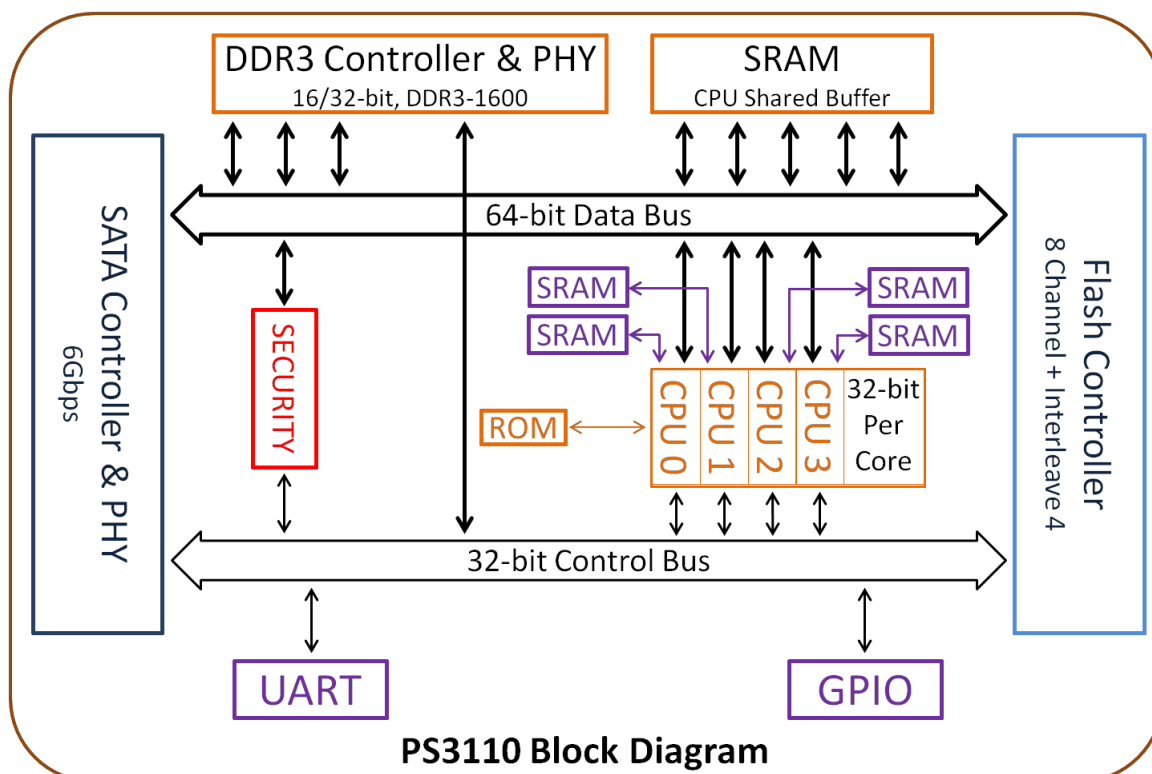 DDR3 Controller & PHY
16/32-bit, DDR3-1600
SRAM
CPU Shared Buffer
SATA Controller & PHY
6Gbps
64-bit Data Bus
Flash Controller
8 Channel + Interleave 4
SECURITY
SRAM
SRAM
SRAM
SRAM
ROM
CPU 0
CPU 1
CPU 2
CPU 3
32-bit
Per
Core
32-bit Control Bus
UART
GPIO
PS3110 Block Diagram